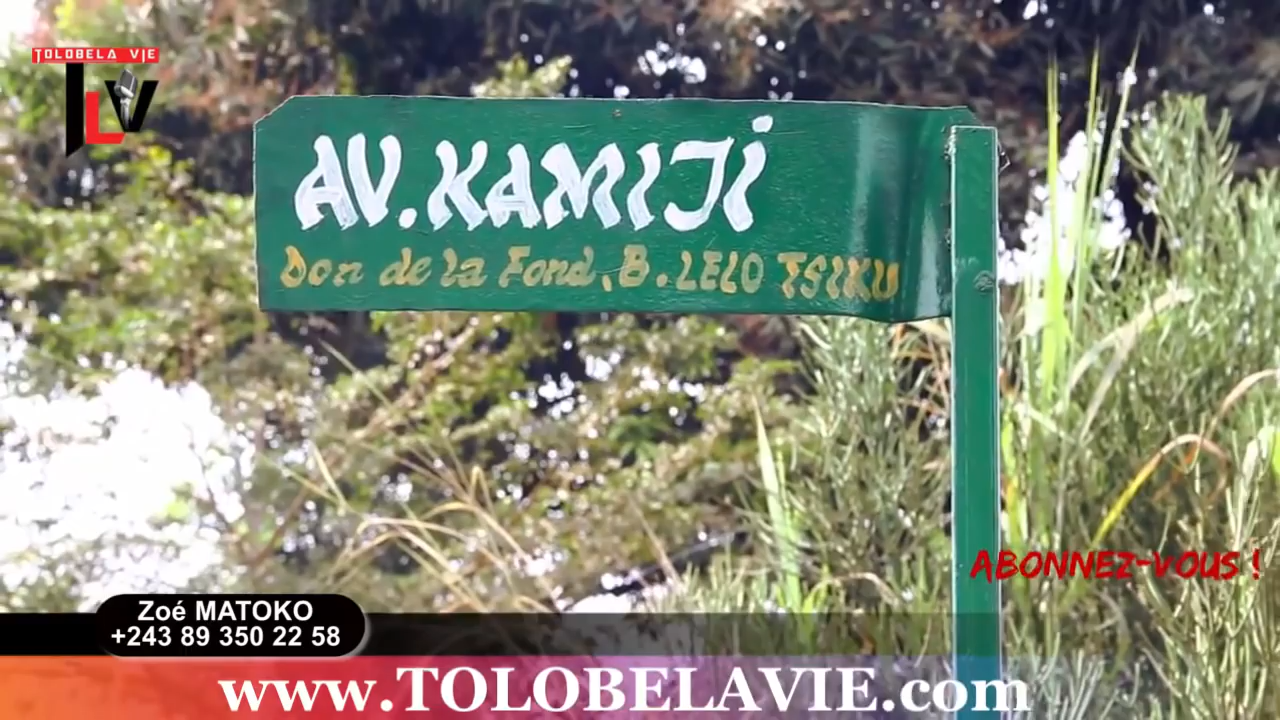 TOLOBELA VIE
TLV
AV. KAMIJI
Don de la Fond. B. LELO TSIKU
ABONNEZ-VOUS !
Zoé MATOKO
+243 89 350 22 58
www.TOLOBELAVIE.com